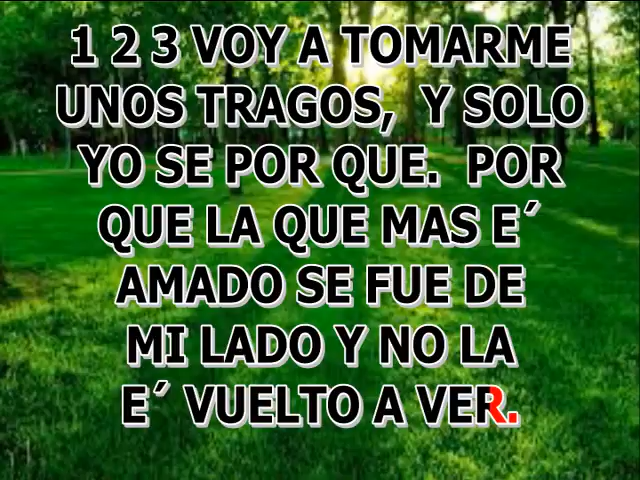 1 2 3 VOY A TOMARME
UNOS TRAGOS,  Y SOLO
YO SE POR QUE.  POR
QUE LA QUE MAS E´
AMADO SE FUE DE
MI LADO Y NO LA
E´ VUELTO A VER.